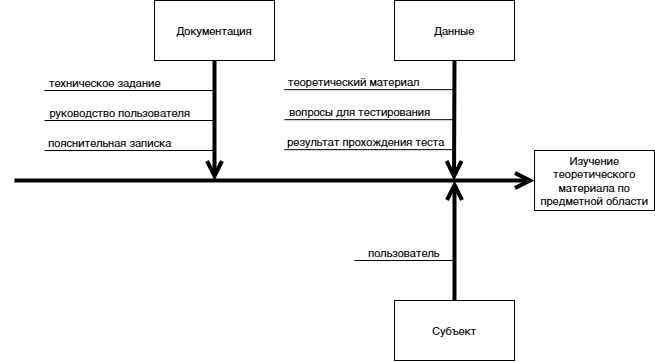 Документация
Данные
техническое задание
руководство пользователя
пояснительная записка
теоретический материал
вопросы для тестирования
результат прохождения теста
Изучение
теоретического
материала по
предметной области
пользователь
Субъект